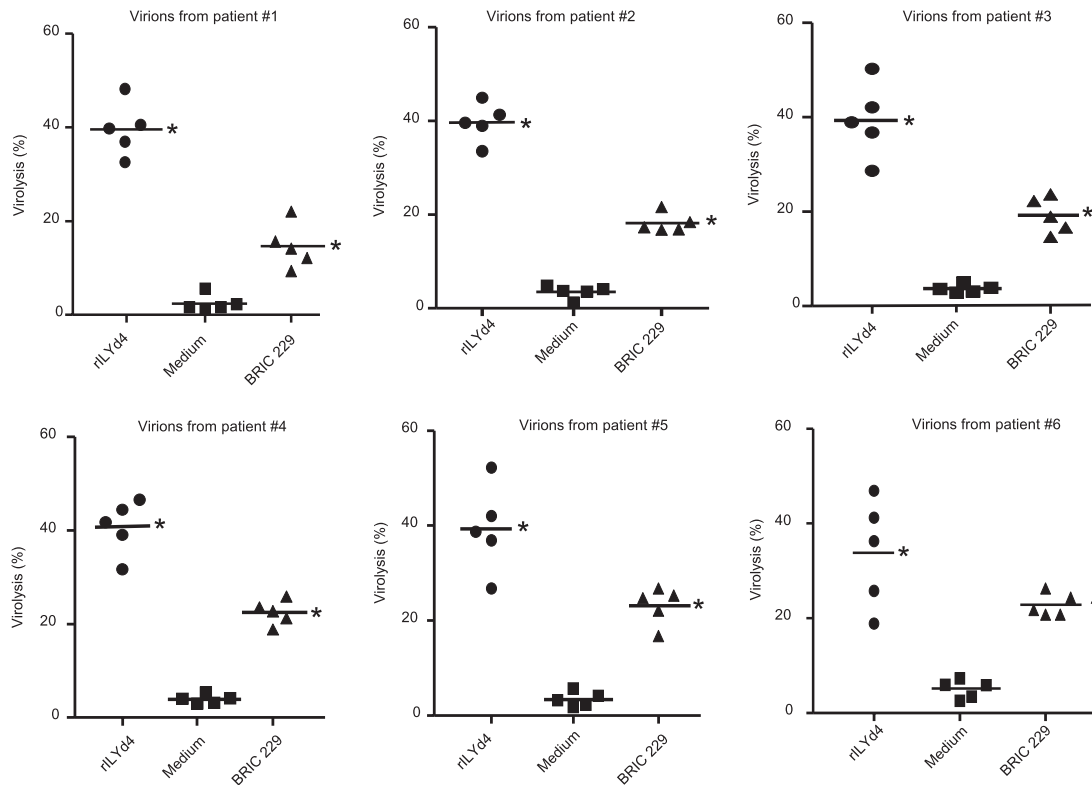 Virions from patient #1
Virolysis (%)
60
40
20
0
*
*
rILYd4
Medium
BRIC 229
Virions from patient #2
Virolysis (%)
60
40
20
0
*
*
rILYd4
Medium
BRIC 229
Virions from patient #3
Virolysis (%)
60
40
20
0
*
*
rILYd4
Medium
BRIC 229
Virions from patient #4
Virolysis (%)
60
40
20
0
*
*
rILYd4
Medium
BRIC 229
Virions from patient #5
Virolysis (%)
60
40
20
0
*
*
rILYd4
Medium
BRIC 229
Virions from patient #6
Virolysis (%)
60
40
20
0
*
rILYd4
Medium
BRIC 229